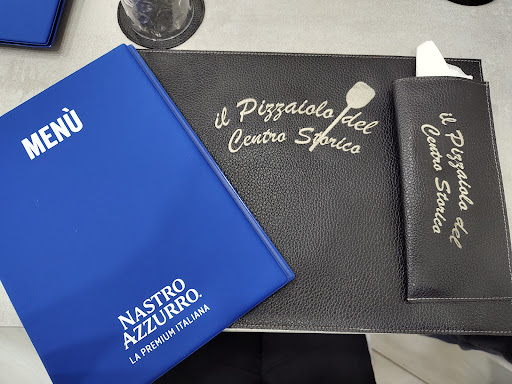 MENÙ
NASTRO
AZZURRO.
LA PREMIUM ITALIANA
il Pizzaiolo del
Centro Storico
il Pizzaiolo del
Centro Storico